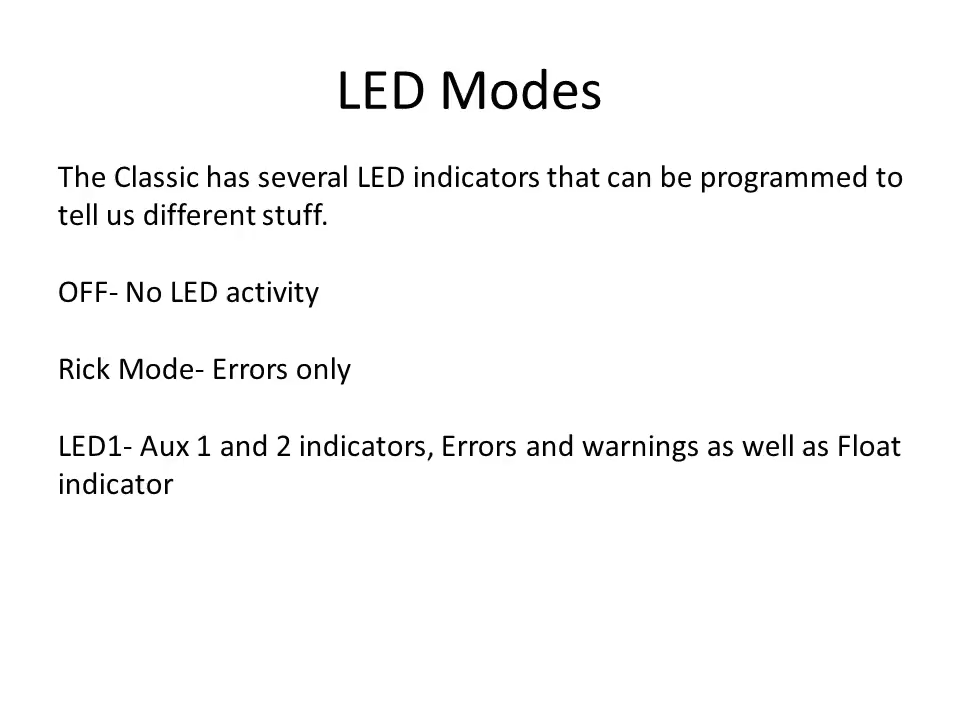 LED Modes
The Classic has several LED indicators that can be programmed to
tell us different stuff.
OFF- No LED activity
Rick Mode- Errors only
LED1- Aux 1 and 2 indicators, Errors and warnings as well as Float
indicator